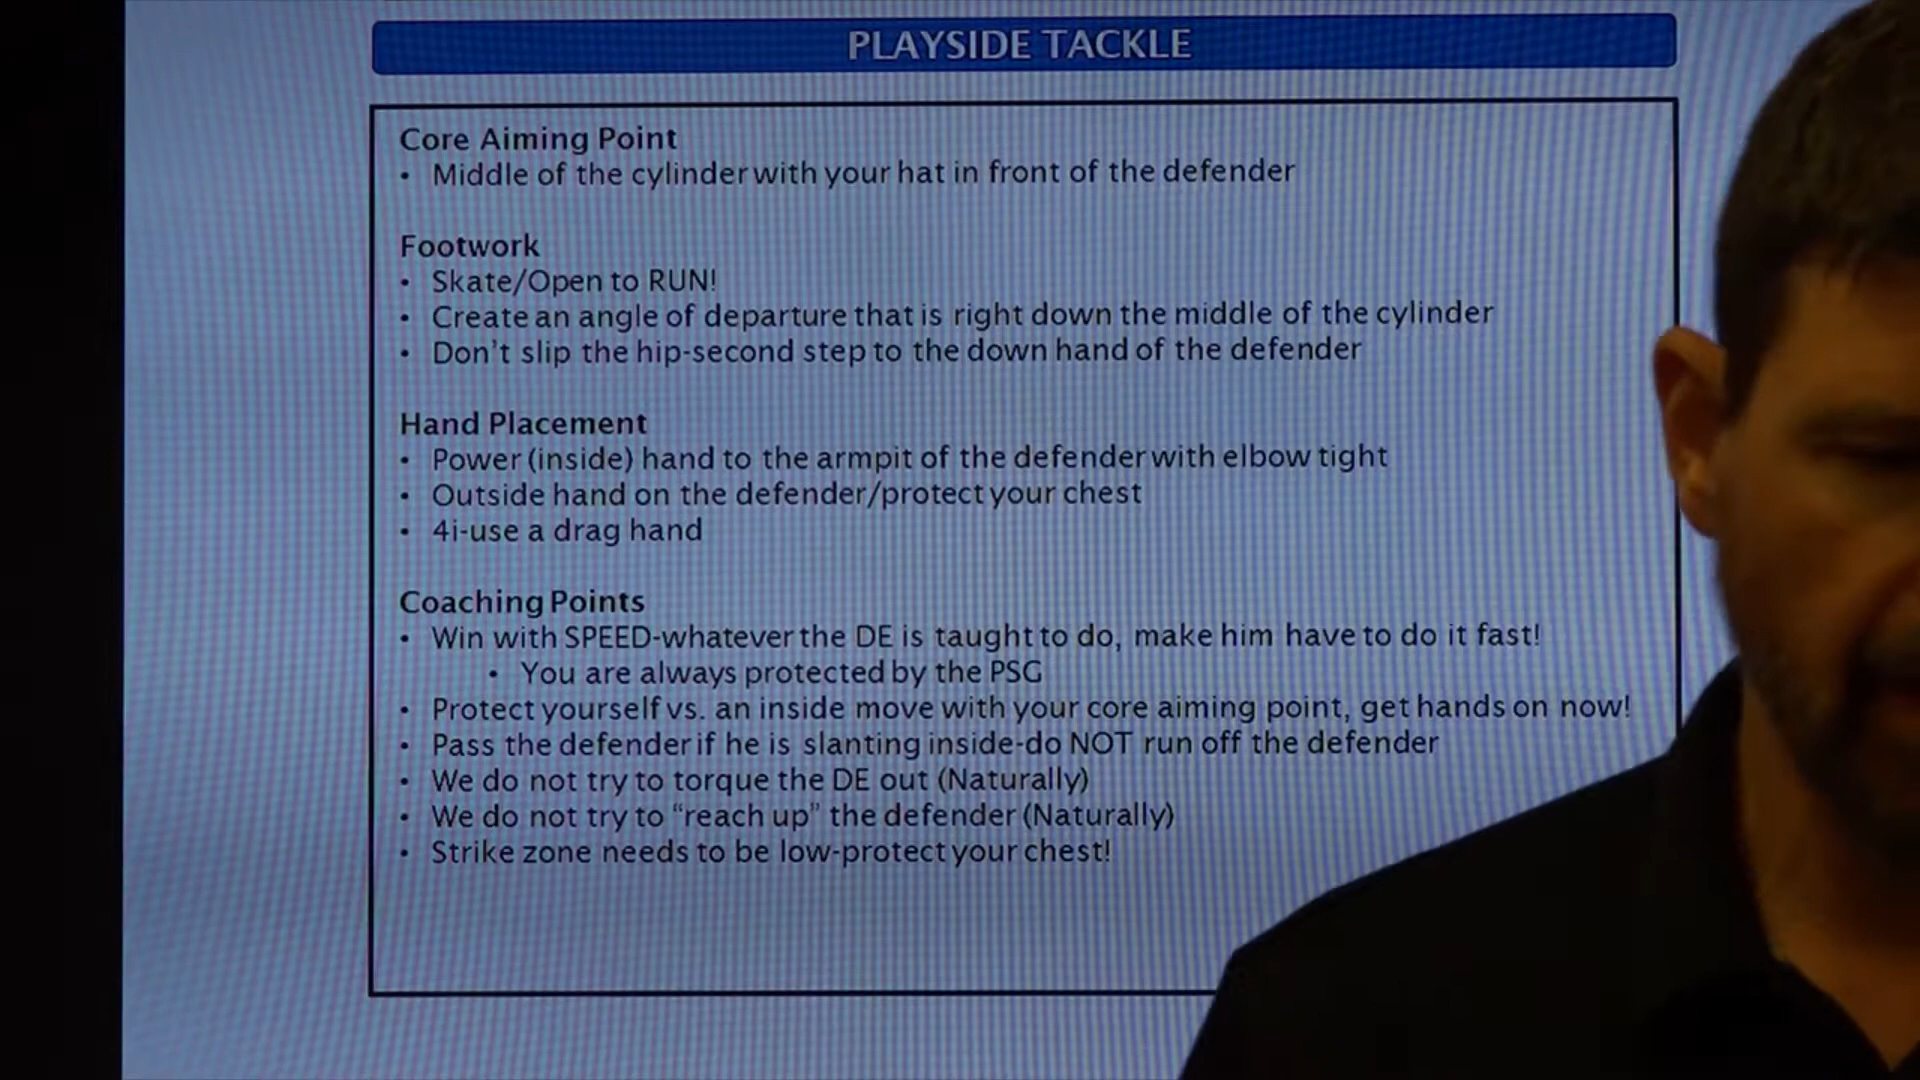 PLAYSIDE TACKLE
Core Aiming Point
• Middle of the cylinder with your hat in front of the defender
Footwork
• Skate/Open to RUN!
• Create an angle of departure that is right down the middle of the cylinder
• Don't slip the hip-second step to the down hand of the defender
Hand Placement
• Power (inside) hand to the armpit of the defender with elbow tight
• Outside hand on the defender/protect your chest
• 4i-use a drag hand
Coaching Points
• Win with SPEED-whatever the DE is taught to do, make him have to do it fast!
• You are always protected by the PSG
• Protect yourself vs. an inside move with your core aiming point, get hands on now!
• Pass the defender if he is slanting inside-do NOT run off the defender
• We do not try to torque the DE out (Naturally)
• We do not try to “reach up” the defender (Naturally)
• Strike zone needs to be low-protect your chest!